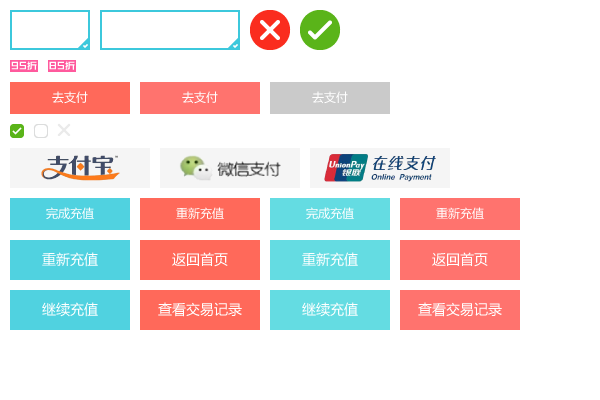 95折 85折
去支付 去支付 去支付
支付宝 微信支付 UnionPay 银联 在线支付 Online Payment
完成充值 重新充值 完成充值 重新充值
重新充值 返回首页 重新充值 返回首页
继续充值 查看交易记录 继续充值 查看交易记录